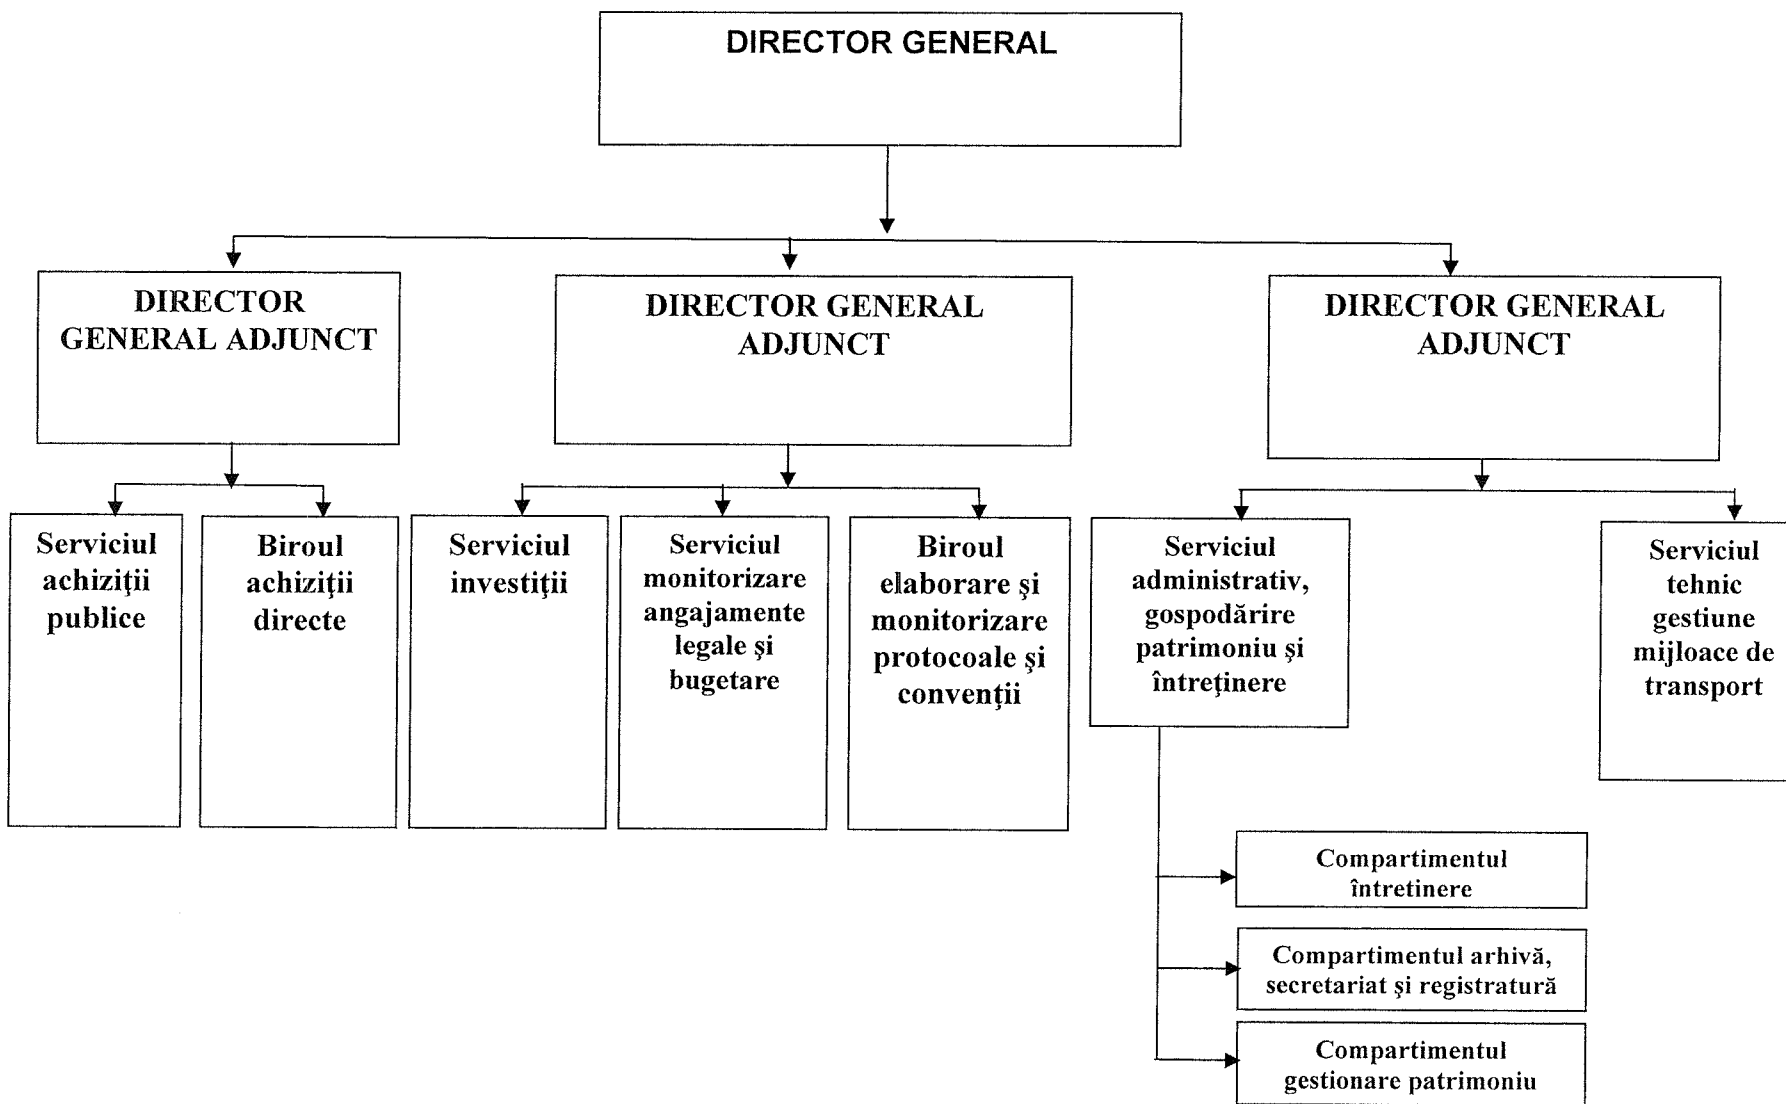 DIRECTOR GENERAL
DIRECTOR
GENERAL ADJUNCT
DIRECTOR GENERAL
ADJUNCT
DIRECTOR GENERAL
ADJUNCT
Serviciul
achiziţii
publice
Biroul
achiziţii
directe
Serviciul
investiţii
Serviciul
monitorizare
angajamente
legale şi
bugetare
Biroul
elaborare şi
monitorizare
protocoale şi
convenţii
Serviciul
administrativ,
gospodărire
patrimoniu şi
întreţinere
Serviciul
tehnic
gestiune
mijloace de
transport
Compartimentul
întretinere
Compartimentul arhivă,
secretariat şi registratură
Compartimentul
gestionare patrimoniu